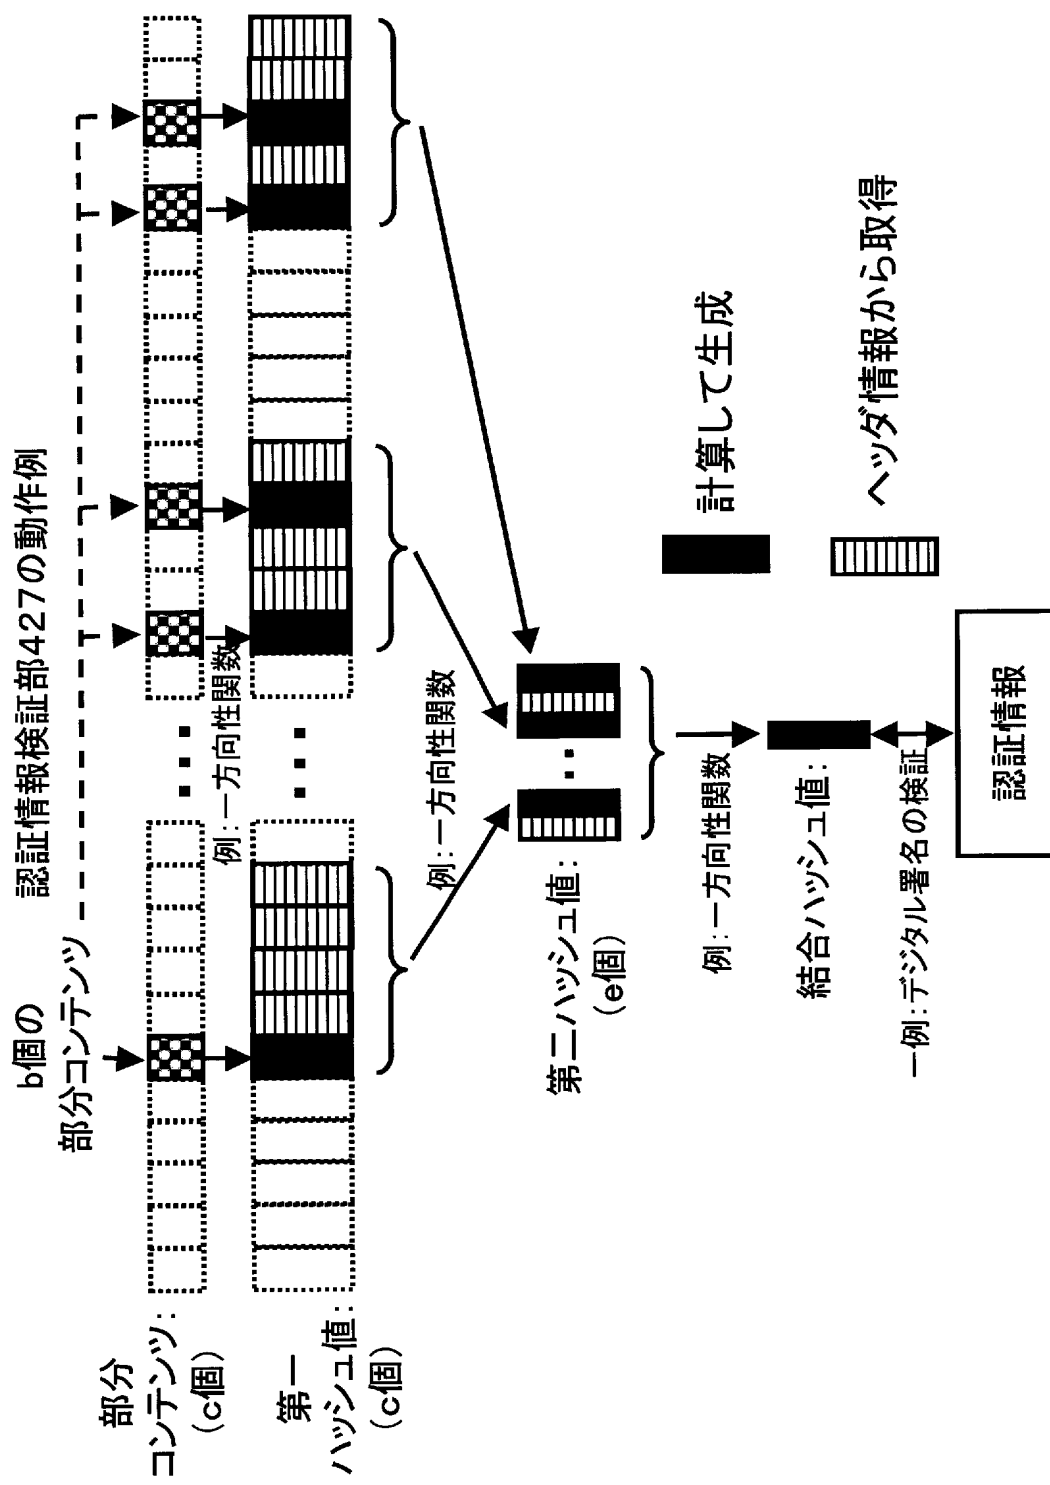 認証情報検証部427の動作例
b個の
部分コンテンツ
部分
コンテンツ:
(c個)
例:一方向性関数
第一
ハッシュ値:
(c個)
例:一方向性関数
第二ハッシュ値:
(e個)
例:一方向性関数
結合ハッシュ値:
一例:デジタル署名の検証
認証情報
計算して生成
ヘッダ情報から取得